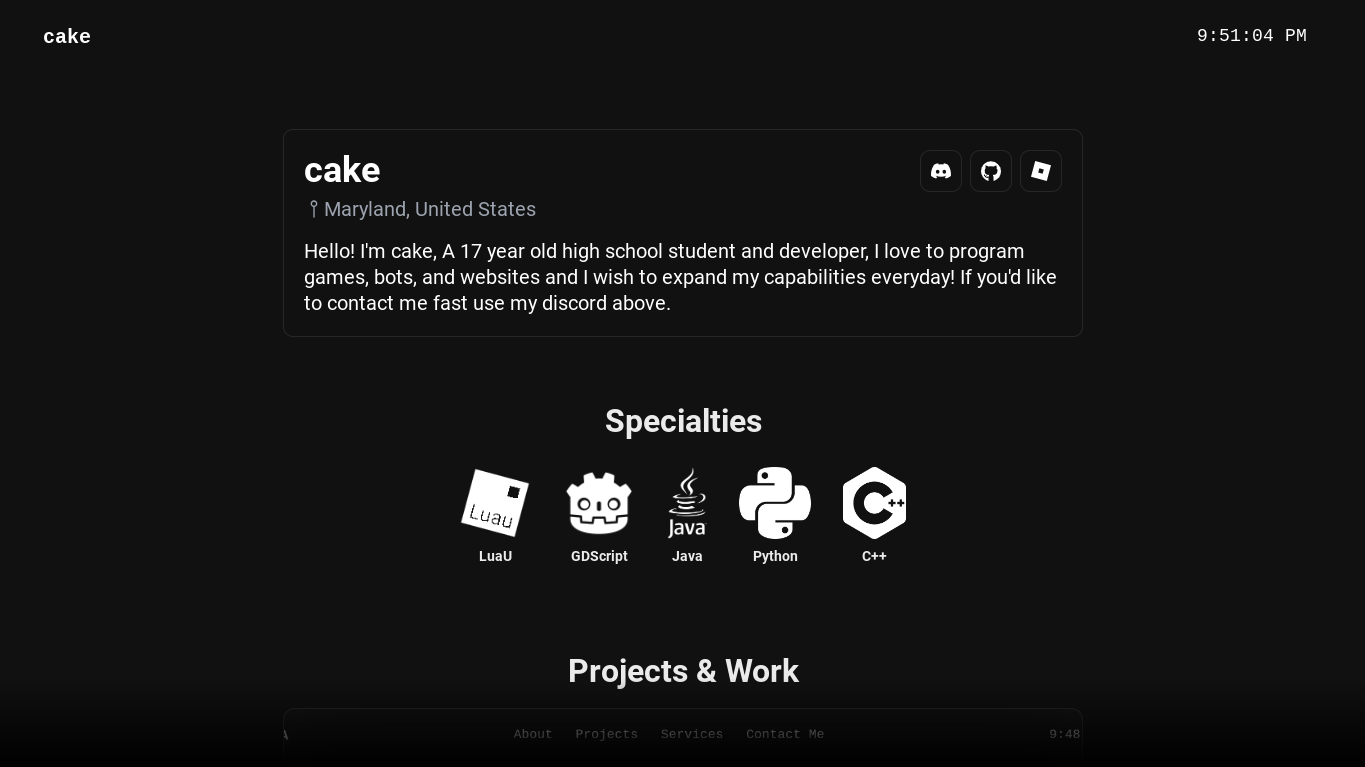 cake
9:51:04 PM
cake
Maryland, United States
Hello! I'm cake, A 17 year old high school student and developer, I love to program
games, bots, and websites and I wish to expand my capabilities everyday! If you'd like
to contact me fast use my discord above.
Specialties
Luau
Java
C++
LuaU GDScript Java Python C++
Projects & Work
A About Projects Services Contact Me 9:48